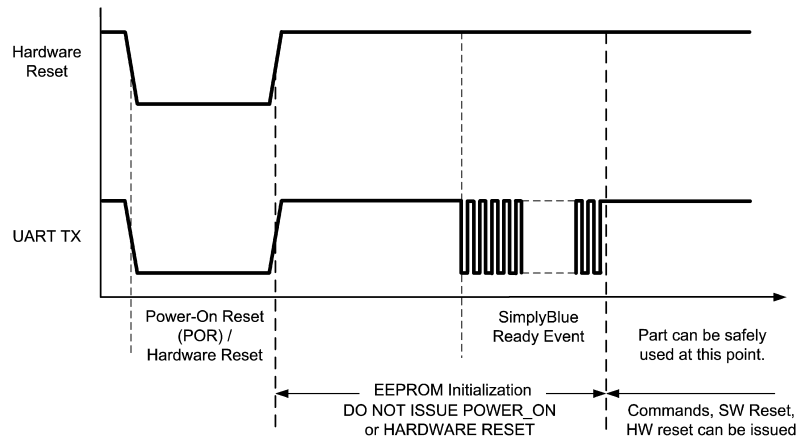 Hardware
Reset
UART TX
Power-On Reset
(POR) /
Hardware Reset
SimplyBlue
Ready Event
Part can be safely
used at this point.
EEPROM Initialization
DO NOT ISSUE POWER_ON
or HARDWARE RESET
Commands, SW Reset,
HW reset can be issued